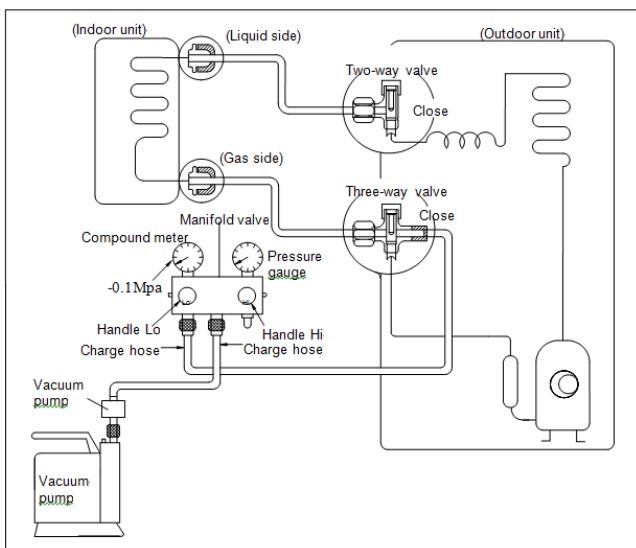 (Indoor unit)
(Liquid side)
(Outdoor unit)
Two-way valve
Close
(Gas side)
Three-way valve
Close
Manifold valve
Compound meter
Pressure
gauge
-0.1Mpa
Lo
Handle Lo
Handle Hi
Charge hose
Charge hose
Vacuum
pump
Vacuum
pump